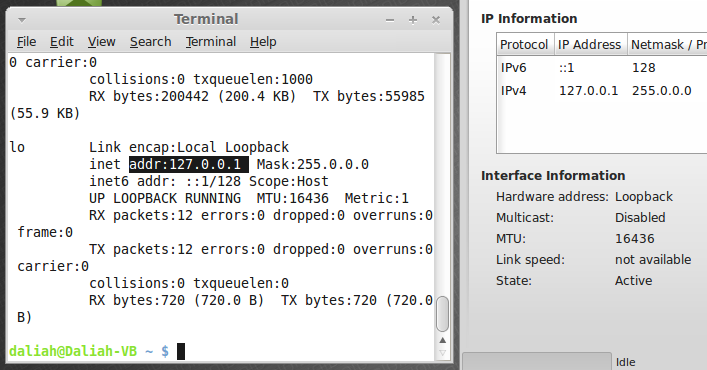 Terminal
File Edit View Search Terminal Help
0 carrier:0
collisions:0 txqueuelen:1000
RX bytes:200442 (200.4 KB)  TX bytes:55985
(55.9 KB)
lo        Link encap:Local Loopback
inet addr:127.0.0.1  Mask:255.0.0.0
inet6 addr: ::1/128 Scope:Host
UP LOOPBACK RUNNING  MTU:16436  Metric:1
RX packets:12 errors:0 dropped:0 overruns:0
frame:0
TX packets:12 errors:0 dropped:0 overruns:0
carrier:0
collisions:0 txqueuelen:0
RX bytes:720 (720.0 B)  TX bytes:720 (720.0
B)
daliah@Daliah-VB ~ $
IP Information
Protocol IP Address Netmask / Pr
IPv6 ::1 128
IPv4 127.0.0.1 255.0.0.0
Interface Information
Hardware address: Loopback
Multicast: Disabled
MTU: 16436
Link speed: not available
State: Active
Idle